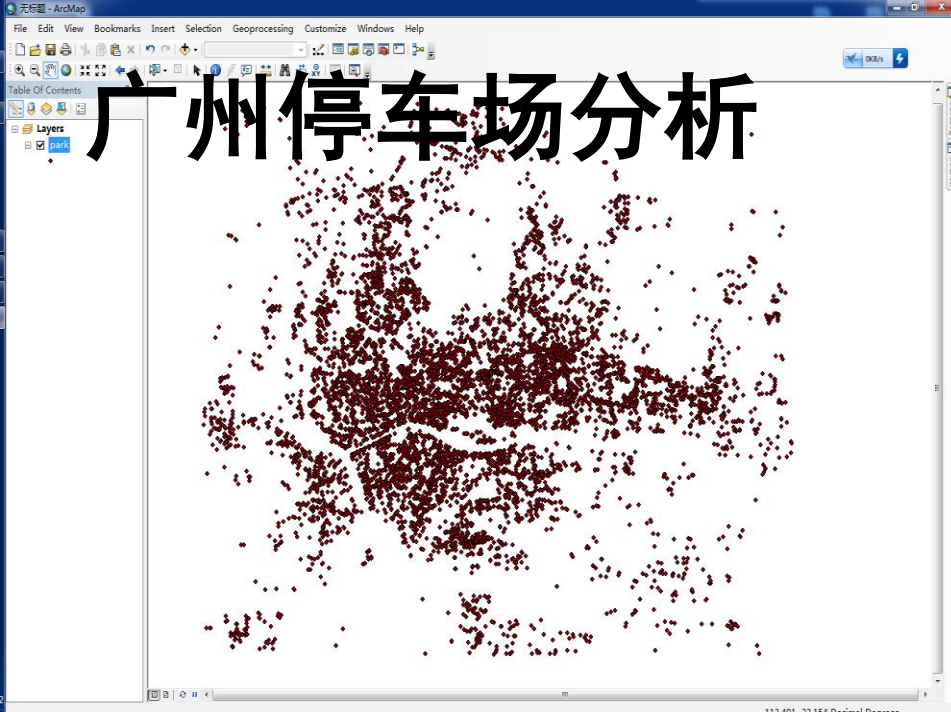 无标题 - ArcMap
File Edit View Bookmarks Insert Selection Geoprocessing Customize Windows Help
0KB/s
Table Of Contents
广州停车场分析
Layers
park